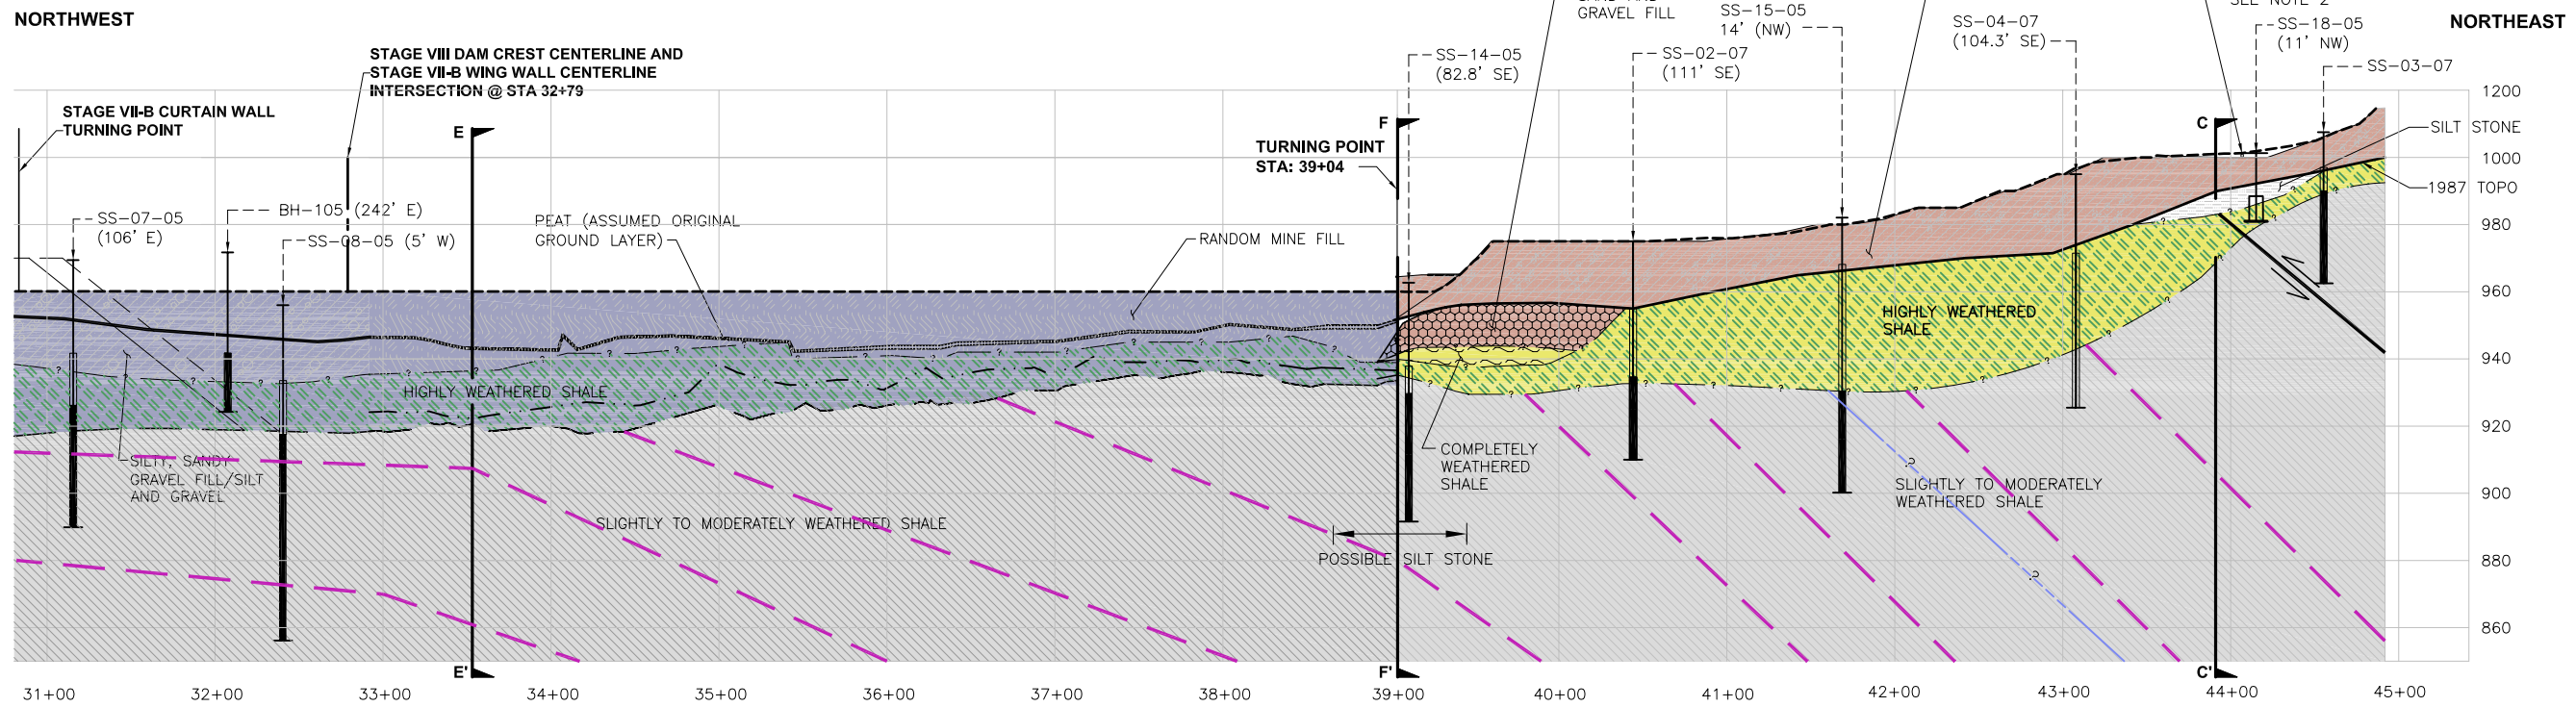 NORTHWEST
NORTHEAST
GRAVEL FILL
SEE NOTE 2
STAGE VIII DAM CREST CENTERLINE AND
STAGE VII-B WING WALL CENTERLINE
INTERSECTION @ STA 32+79
STAGE VII-B CURTAIN WALL
TURNING POINT
SS-14-05
(82.8' SE)
SS-02-07
(111' SE)
SS-15-05
14' (NW)
SS-04-07
(104.3' SE)
SS-18-05
(11' NW)
SS-03-07
1200
SILT STONE
1000
1987 TOPO
980
960
940
920
900
880
860
E
F
C
TURNING POINT
STA: 39+04
SS-07-05
(106' E)
BH-105 (242' E)
SS-08-05 (5' W)
PEAT (ASSUMED ORIGINAL
GROUND LAYER)
RANDOM MINE FILL
HIGHLY WEATHERED
SHALE
HIGHLY WEATHERED SHALE
SILTY, SANDY
GRAVEL FILL/SILT
AND GRAVEL
COMPLETELY
WEATHERED
SHALE
SLIGHTLY TO MODERATELY
WEATHERED SHALE
SLIGHTLY TO MODERATELY WEATHERED SHALE
POSSIBLE SILT STONE
E'
F'
C'
31+00
32+00
33+00
34+00
35+00
36+00
37+00
38+00
39+00
40+00
41+00
42+00
43+00
44+00
45+00